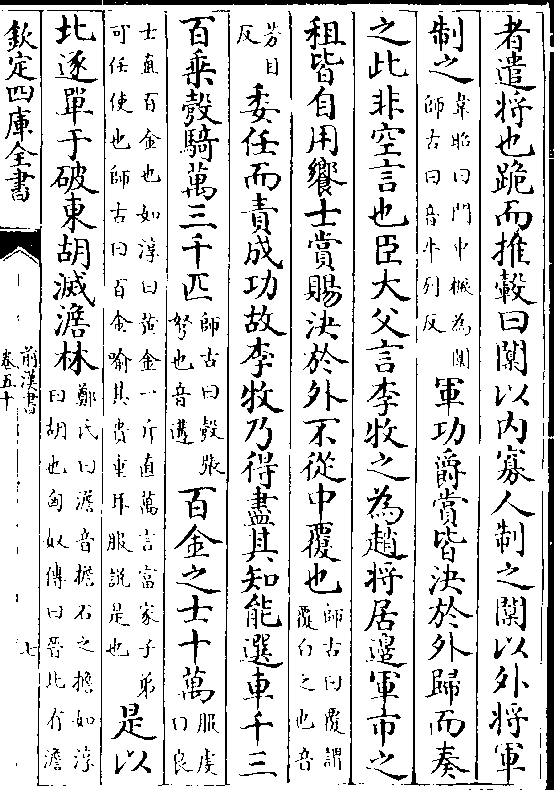 者遣将也跪而推轂曰闑以内寡人制之闑以外将軍
制之韋昭曰門中橛為闑師古曰音牛列反軍功爵賞皆決於外歸而奏
之此非空言也臣大父言李牧之為趙将居邊軍市之
租皆自用饗士賞賜決於外不從中覆也師古曰覆謂覆白之也音
芳目反委任而責成功故李牧乃得盡其知能選車千三
百乘彀騎萬三千匹師古曰彀張弩也音遘百金之士十萬服虔曰良
士直百金也如淳曰黃金一斤直萬言富家子弟可任使也師古曰百金喻其貴重耳服説是也是以
北逐單于破東胡滅澹林鄭氏曰澹音擔石之擔如淳曰胡也匈奴傳曰晉北有澹
欽定四庫全書
前漢書
卷五十
七